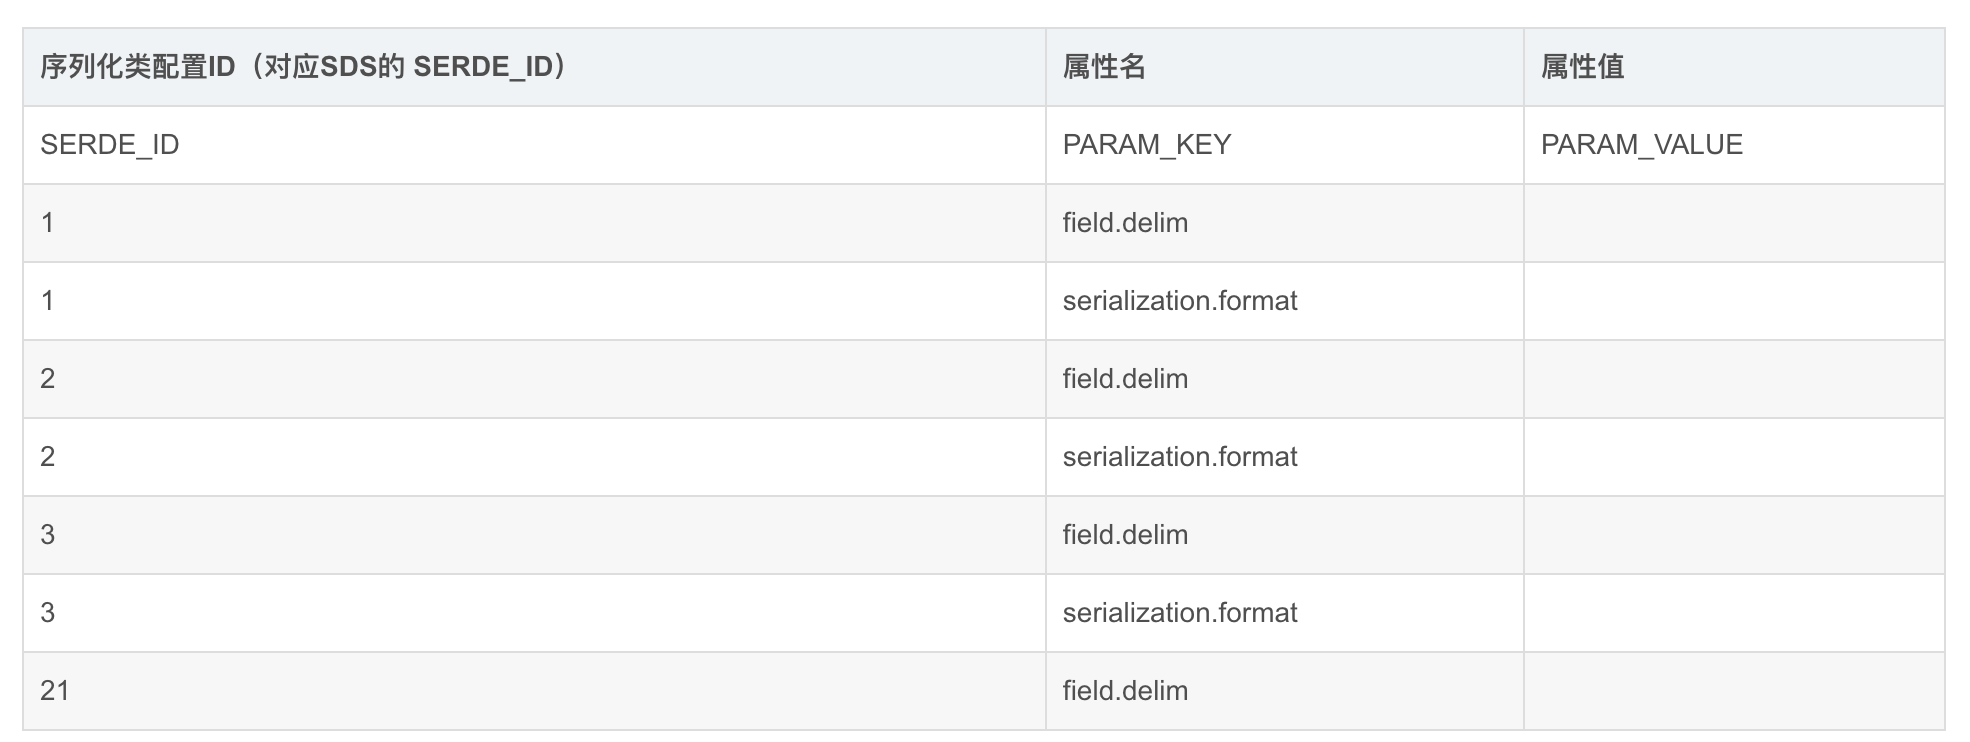 序列化类配置ID（对应SDS的 SERDE_ID） 属性名 属性值
SERDE_ID PARAM_KEY PARAM_VALUE
1 field.delim
1 serialization.format
2 field.delim
2 serialization.format
3 field.delim
3 serialization.format
21 field.delim